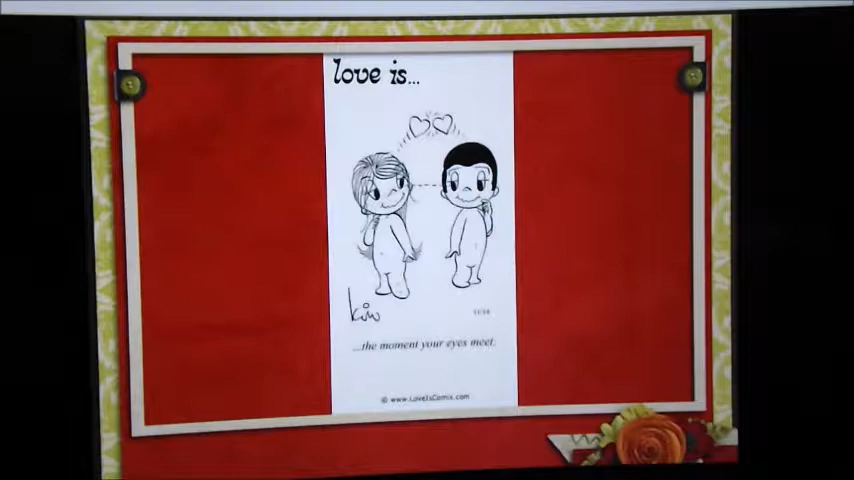 love is...
kim
...the moment your eyes meet.
© www.LoveIsComix.com